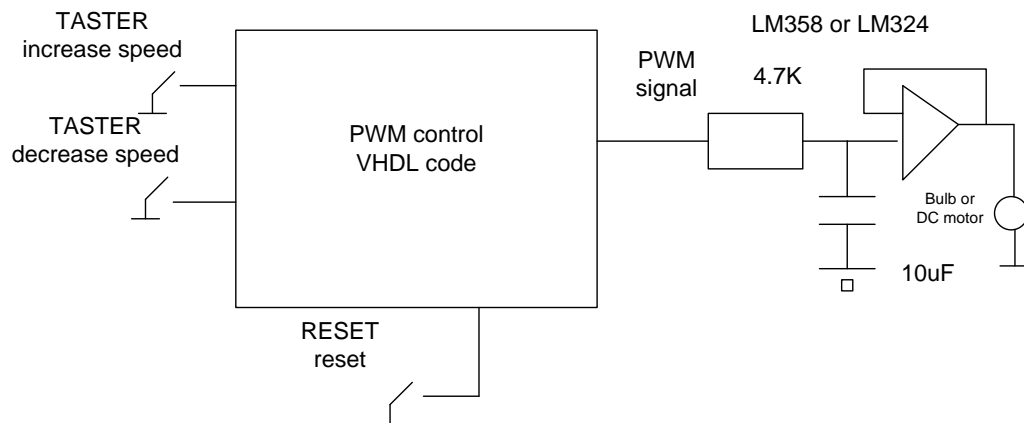 TASTER
increase speed
TASTER
decrease speed
PWM control
VHDL code
RESET
reset
PWM
signal
LM358 or LM324
4.7K
Bulb or
DC motor
10uF